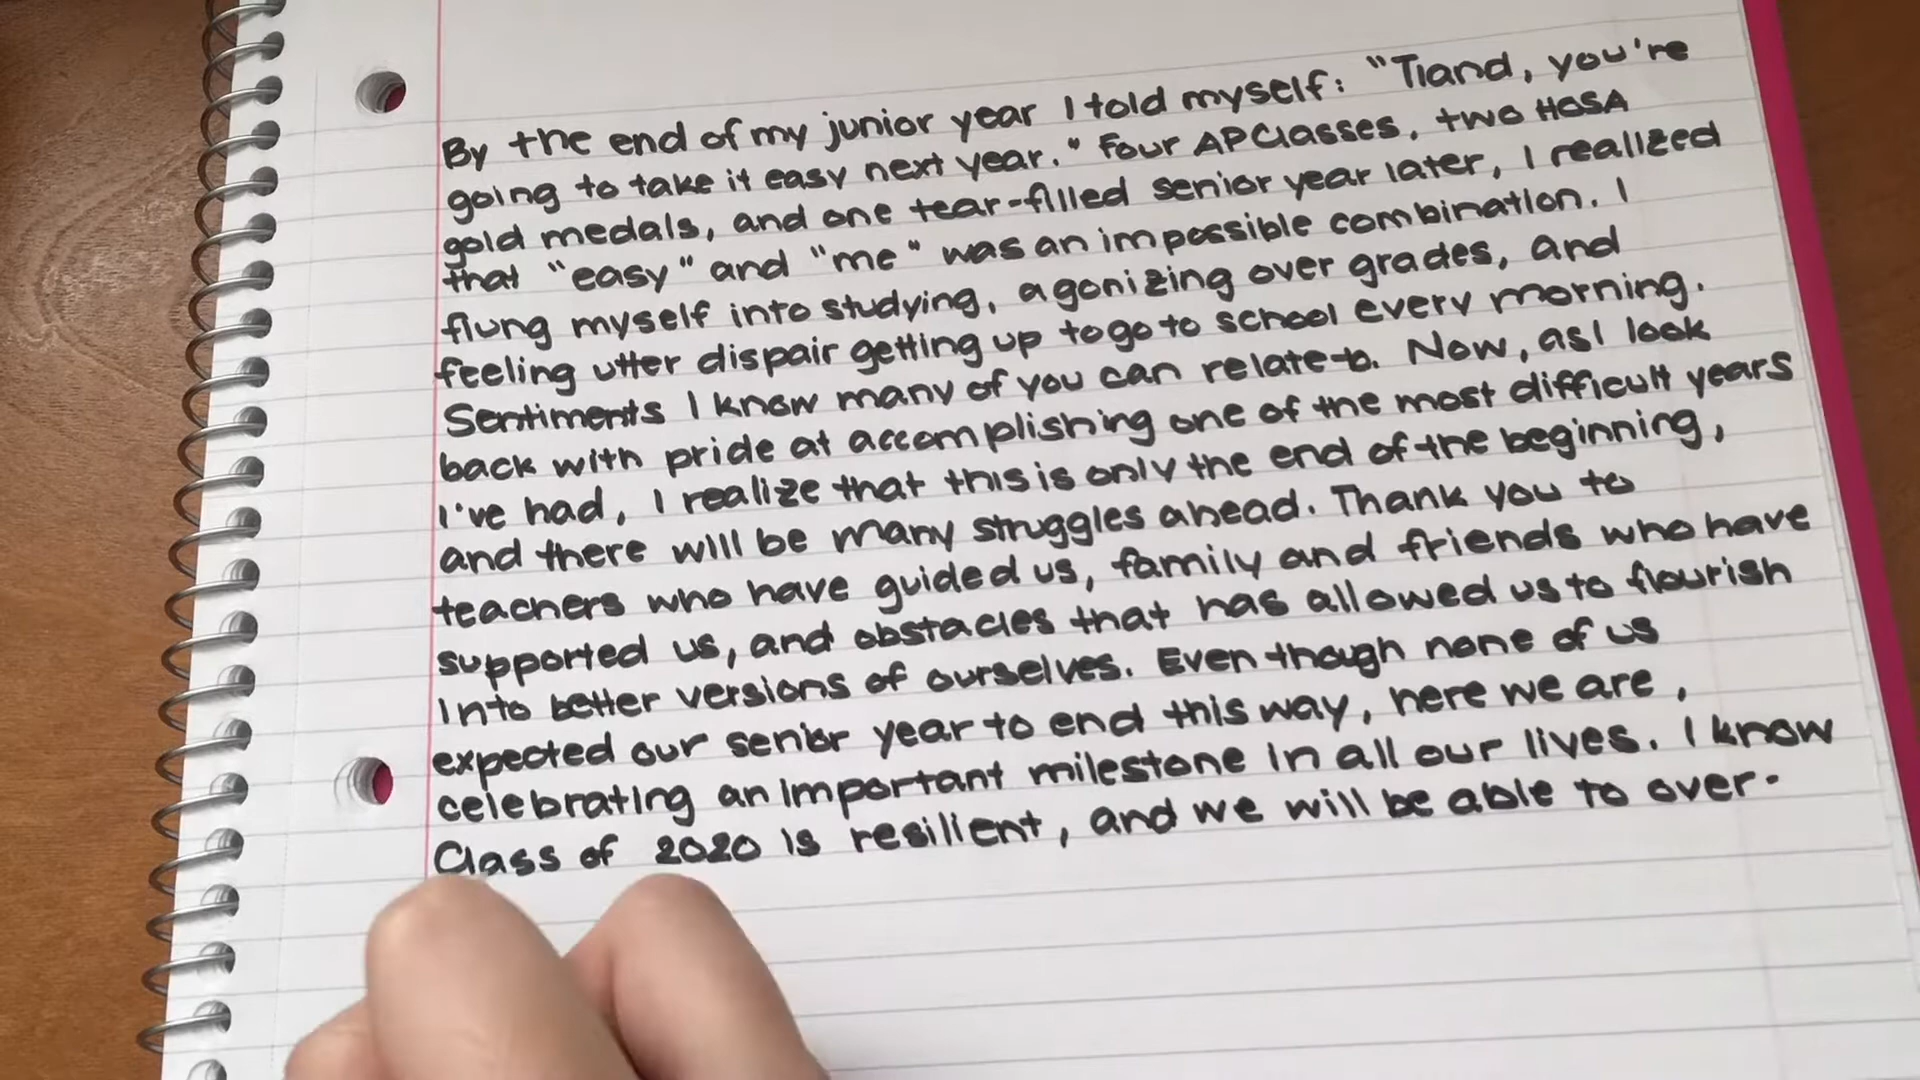 By the end of my junior year I told myself: "Tiand, you're
going to take it easy next year." Four AP Classes, two HOSA
gold medals, and one tear-filled senior year later, I realized
that "easy" and "me" was an impossible combination. I
flung myself into studying, agonizing over grades, and
feeling utter dispair getting up to go to school every morning.
Sentiments I know many of you can relate to. Now, as I look
back with pride at accomplishing one of the most difficult years
I've had, I realize that this is only the end of the beginning,
and there will be many struggles ahead. Thank you to
teachers who have guided us, family and friends who have
supported us, and obstacles that has allowed us to flourish
into better versions of ourselves. Even though none of us
expected our senior year to end this way, here we are,
celebrating an important milestone in all our lives. I know
Class of 2020 is resilient, and we will be able to over-